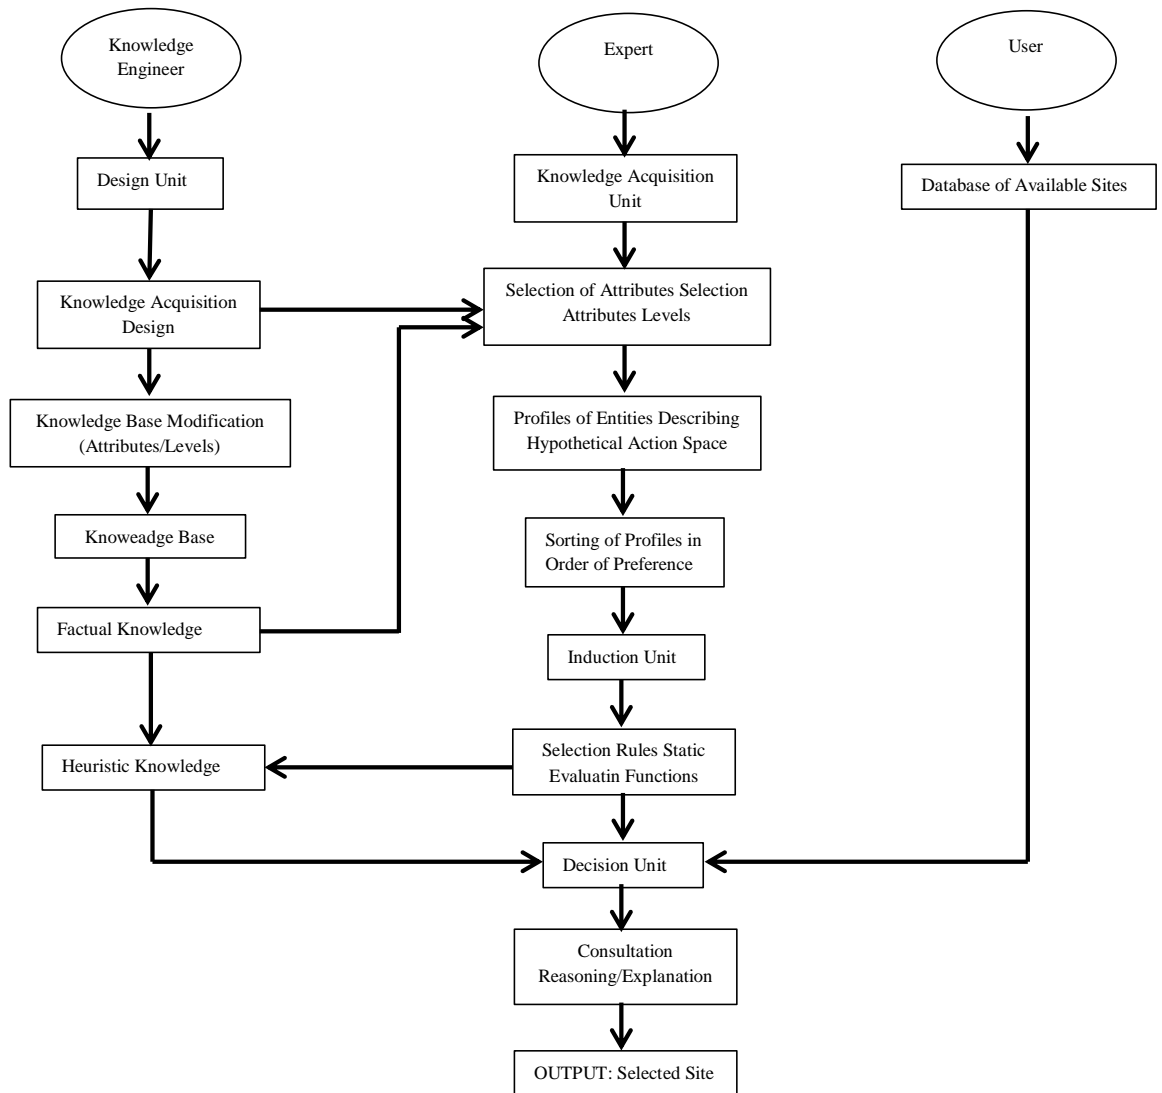 Knowledge
Engineer
Expert
User
Design Unit
Knowledge Acquisition
Unit
Database of Available Sites
Knowledge Acquisition
Design
Selection of Attributes Selection
Attributes Levels
Knowledge Base Modification
(Attributes/Levels)
Profiles of Entities Describing
Hypothetical Action Space
Knoweadge Base
Sorting of Profiles in
Order of Preference
Factual Knowledge
Induction Unit
Heuristic Knowledge
Selection Rules Static
Evaluatin Functions
Decision Unit
Consultation
Reasoning/Explanation
OUTPUT: Selected Site